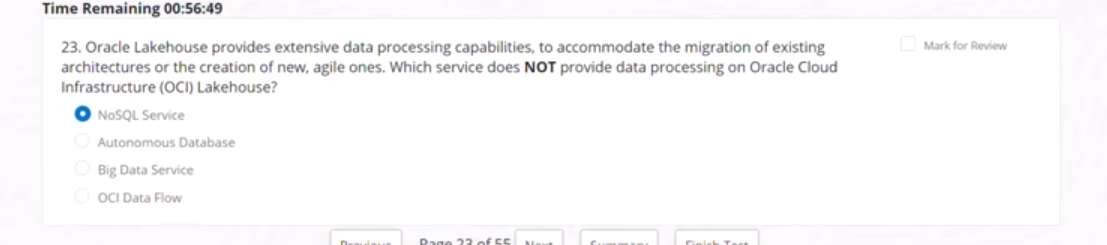 Time Remaining 00:56:49
23. Oracle Lakehouse provides extensive data processing capabilities, to accommodate the migration of existing
Mark for Review
architectures or the creation of new, agile ones. Which service does NOT provide data processing on Oracle Cloud
Infrastructure (OCI) Lakehouse?
NoSQL Service
Autonomous Database
Big Data Service
OCI Data Flow
Previous Page 23 of 55 Next Summary Finish Test